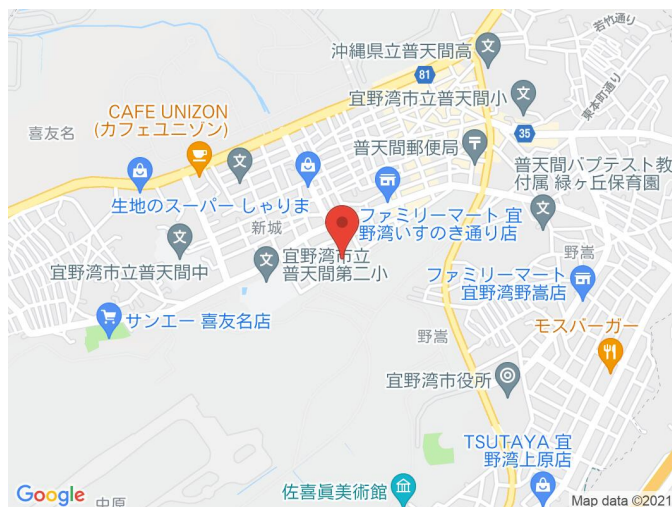 若竹通り
沖縄県立普天間高
東本町通り
81
宜野湾市立普天間小
CAFE UNIZON
(カフェユニゾン)
喜友名
35
普天間郵便局
普天間バプテスト教
付属 緑ヶ丘保育園
生地のスーパー しゃりま
ファミリーマート 宜
野湾いすのき通り店
新城
宜野湾市立
普天間第二小
宜野湾市立普天間中
野嵩
ファミリーマート
宜野湾野嵩店
サンエー 喜友名店
野嵩
モスバーガー
宜野湾市役所
TSUTAYA 宜
野湾上原店
佐喜眞美術館
中原
Google
Map data ©2021